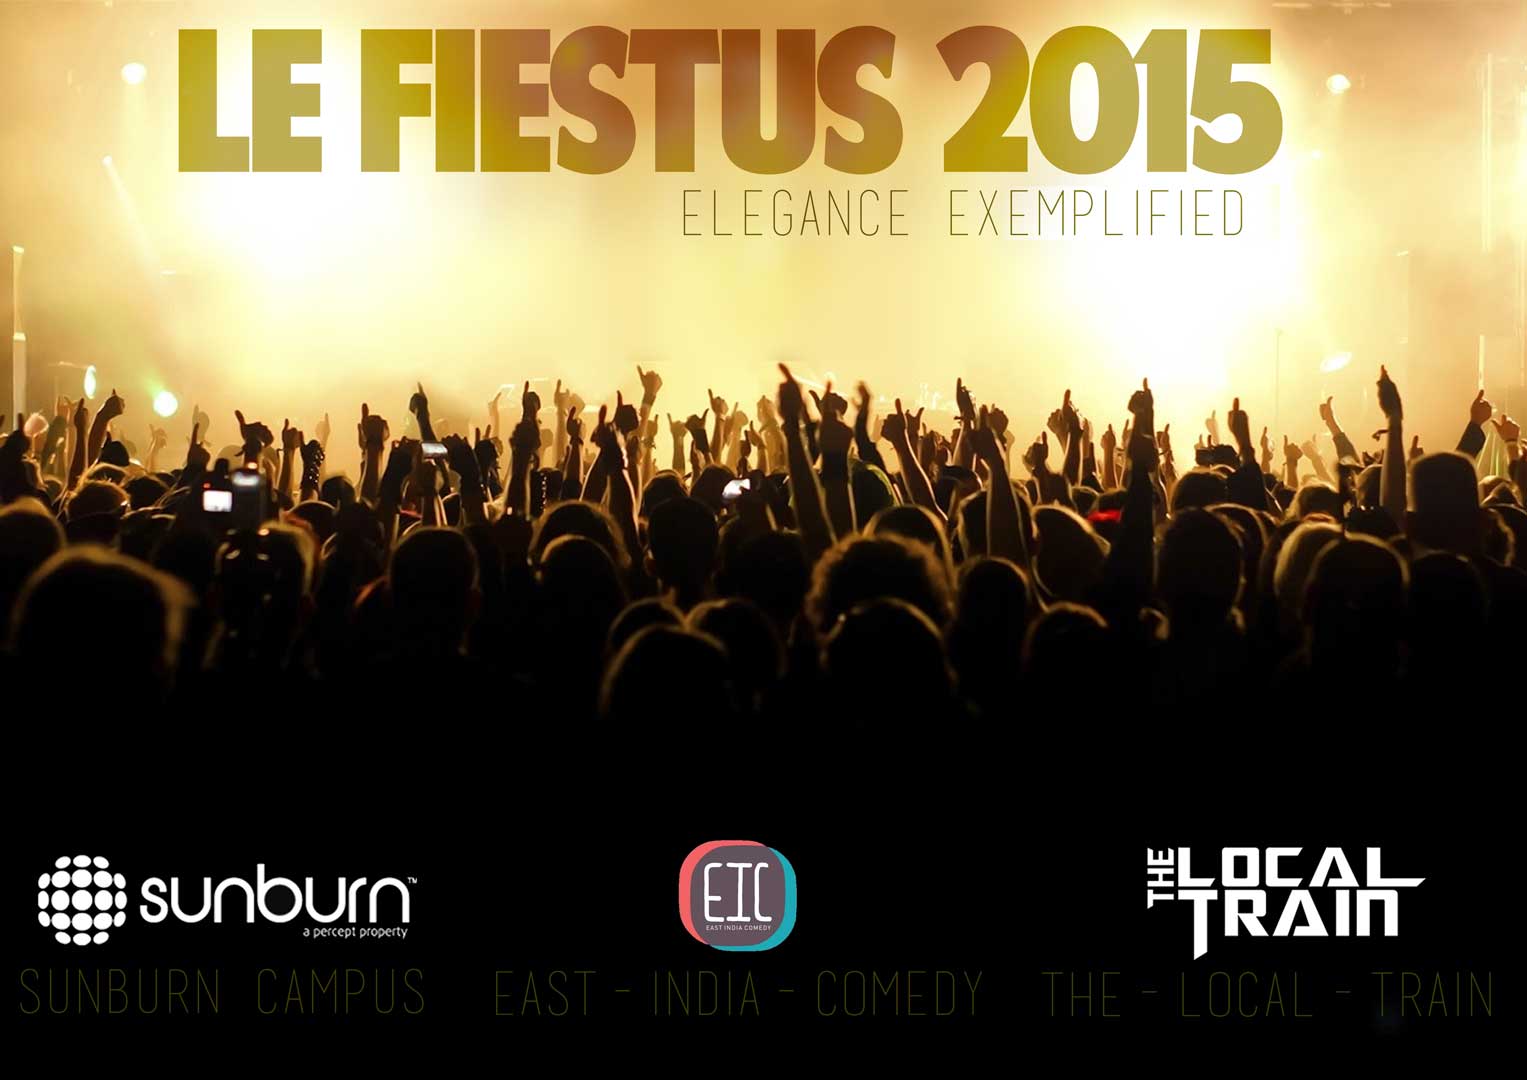 LE FIESTUS 2015
ELEGANCE EXEMPLIFIED
sunburn™
a percept property
EIC
EAST INDIA COMEDY
THE LOCAL
TRAIN
SUNBURN CAMPUS
EAST - INDIA - COMEDY
THE - LOCAL - TRAIN